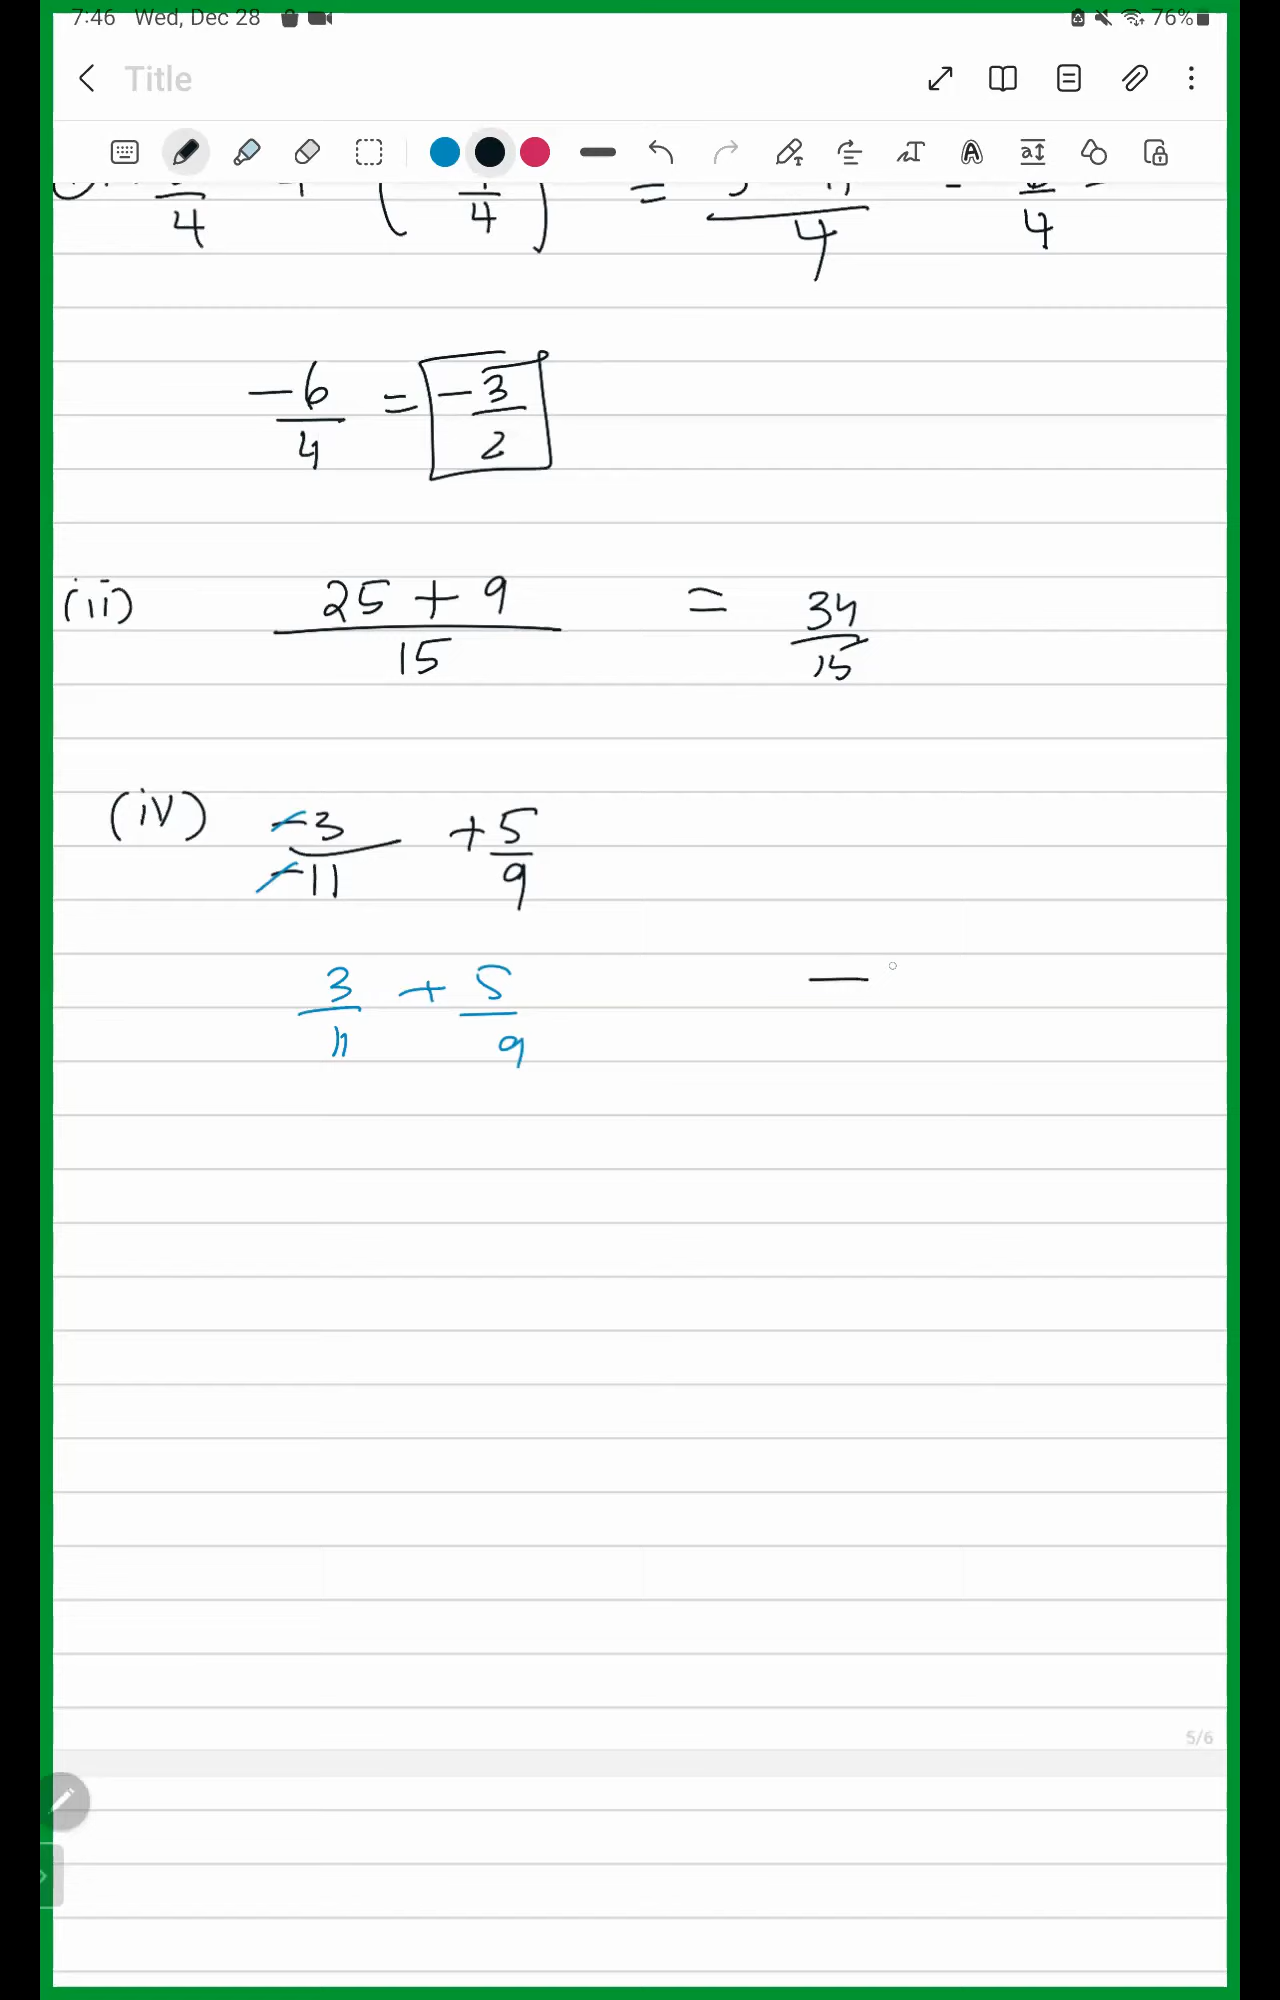 7:46 Wed, Dec 28 76%
Title
4 ( 4 ) = 4 - 4
-6/4 = -3/2
(iii) 25 + 9 / 15 = 34/15
(iv) -3/-11 + 5/9
3/11 + 5/9 —
5/6